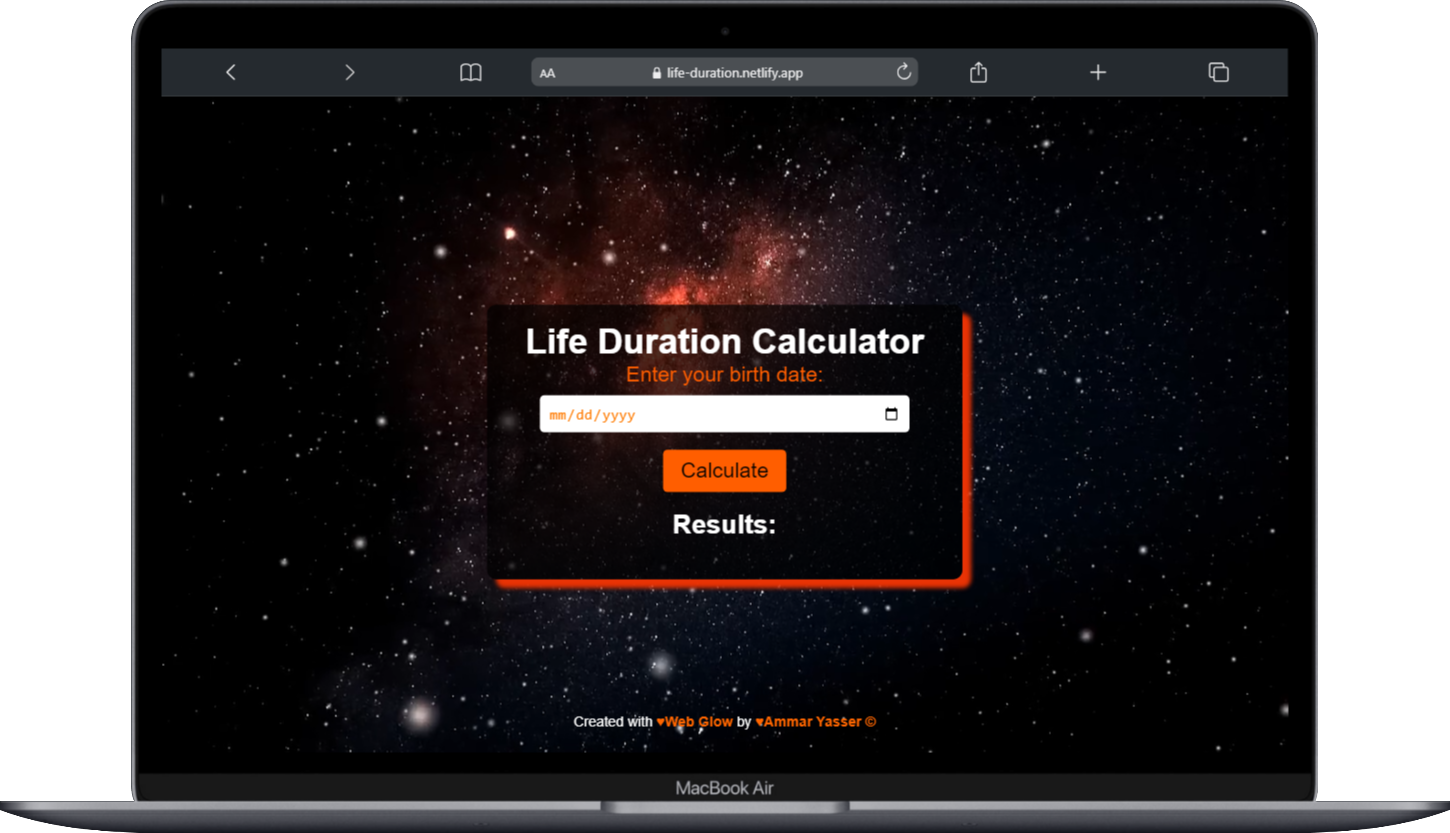 AA life-duration.netlify.app
Life Duration Calculator
Enter your birth date:
mm/dd/yyyy
Calculate
Results:
Created with ♥Web Glow by ♥Ammar Yasser ©
MacBook Air